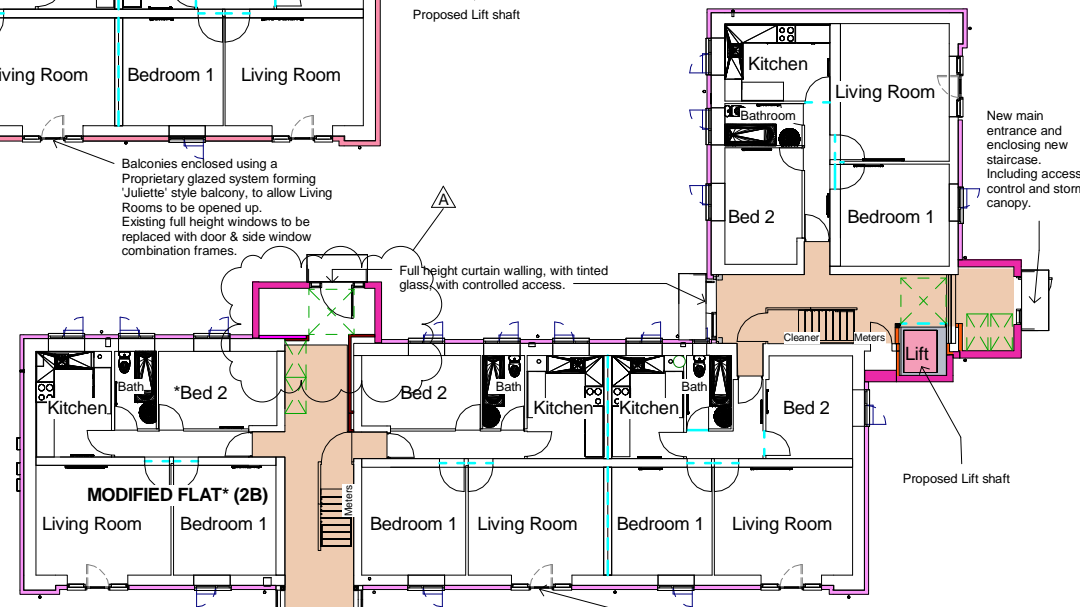 Proposed Lift shaft
iving Room
Bedroom 1
Living Room
Balconies enclosed using a
Proprietary glazed system forming
'Juliette' style balcony, to allow Living
Rooms to be opened up.
Existing full height windows to be
replaced with door & side window
combination frames.
A
Full height curtain walling, with tinted
glass, with controlled access.
Kitchen
Living Room
Bathroom
Bed 2
Bedroom 1
New main
entrance and
enclosing new
staircase.
Including access
control and storm
canopy.
Cleaner
Meters
Lift
Proposed Lift shaft
Kitchen
Bath
*Bed 2
Bed 2
Bath
Kitchen
Kitchen
Bath
Bed 2
MODIFIED FLAT* (2B)
Living Room
Bedroom 1
Meters
Bedroom 1
Living Room
Bedroom 1
Living Room